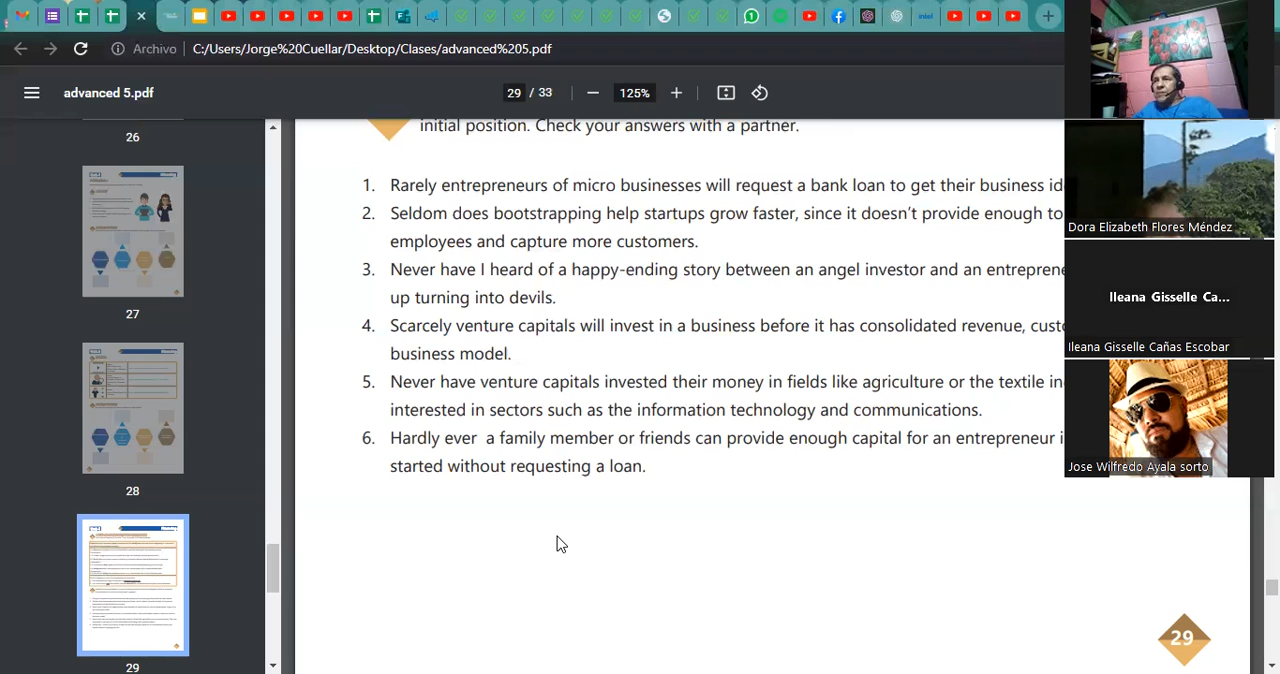 Archivo C:/Users/Jorge%20Cuellar/Desktop/Clases/advanced%205.pdf
advanced 5.pdf 29 / 33 125%
26
27
28
29
initial position. Check your answers with a partner.
1. Rarely entrepreneurs of micro businesses will request a bank loan to get their business
2. Seldom does bootstrapping help startups grow faster, since it doesn't provide enough to
employees and capture more customers.
3. Never have I heard of a happy-ending story between an angel investor and an
up turning into devils.
4. Scarcely venture capitals will invest in a business before it has consolidated revenue,
business model.
5. Never have venture capitals invested their money in fields like agriculture or the textile
interested in sectors such as the information technology and communications.
6. Hardly ever a family member or friends can provide enough capital for an entrepreneur
started without requesting a loan.
29
Dora Elizabeth Flores Méndez
Ileana Gisselle Ca...
Ileana Gisselle Cañas Escobar
Jose Wilfredo Ayala sorto